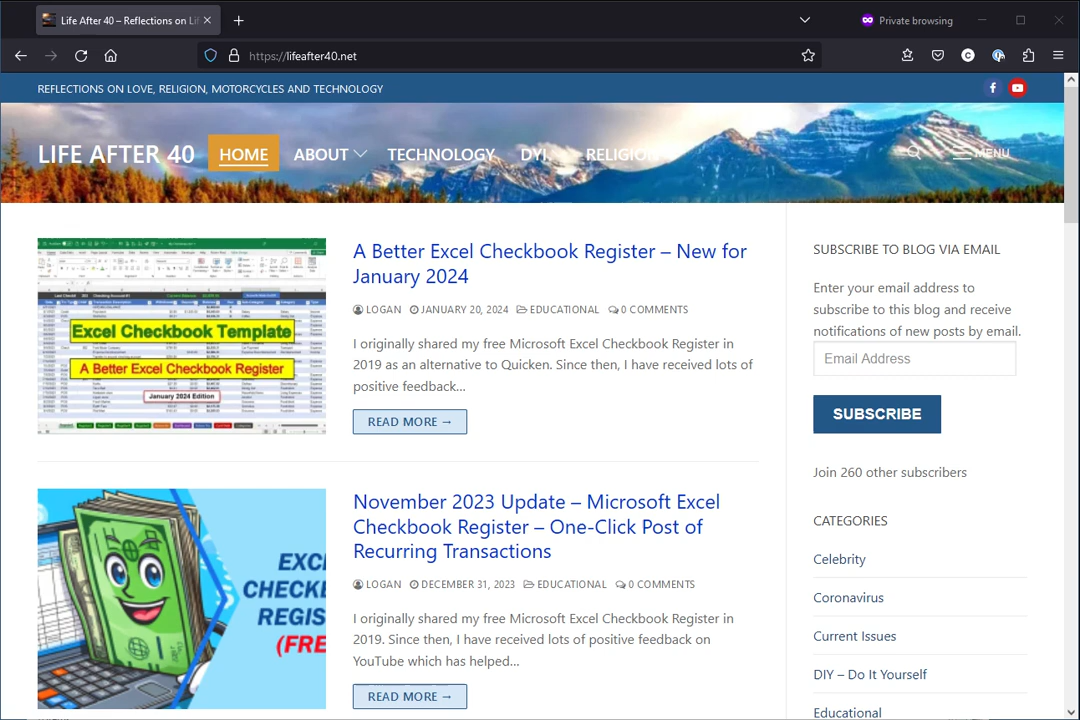 Life After 40 – Reflections on Li
Private browsing
https://lifeafter40.net
REFLECTIONS ON LOVE, RELIGION, MOTORCYCLES AND TECHNOLOGY
LIFE AFTER 40 HOME ABOUT TECHNOLOGY DYI RELIGION MENU
Excel Checkbook Template
A Better Excel Checkbook Register
January 2024 Edition
A Better Excel Checkbook Register – New for
January 2024
LOGAN JANUARY 20, 2024 EDUCATIONAL 0 COMMENTS
I originally shared my free Microsoft Excel Checkbook Register in
2019 as an alternative to Quicken. Since then, I have received lots of
positive feedback...
READ MORE →
EXC
CHECKE
REGIS
(FRE
November 2023 Update – Microsoft Excel
Checkbook Register – One-Click Post of
Recurring Transactions
LOGAN DECEMBER 31, 2023 EDUCATIONAL 0 COMMENTS
I originally shared my free Microsoft Excel Checkbook Register in
2019. Since then, I have received lots of positive feedback on
YouTube which has helped...
READ MORE →
SUBSCRIBE TO BLOG VIA EMAIL
Enter your email address to
subscribe to this blog and receive
notifications of new posts by email.
Email Address
SUBSCRIBE
Join 260 other subscribers
CATEGORIES
Celebrity
Coronavirus
Current Issues
DIY – Do It Yourself
Educational